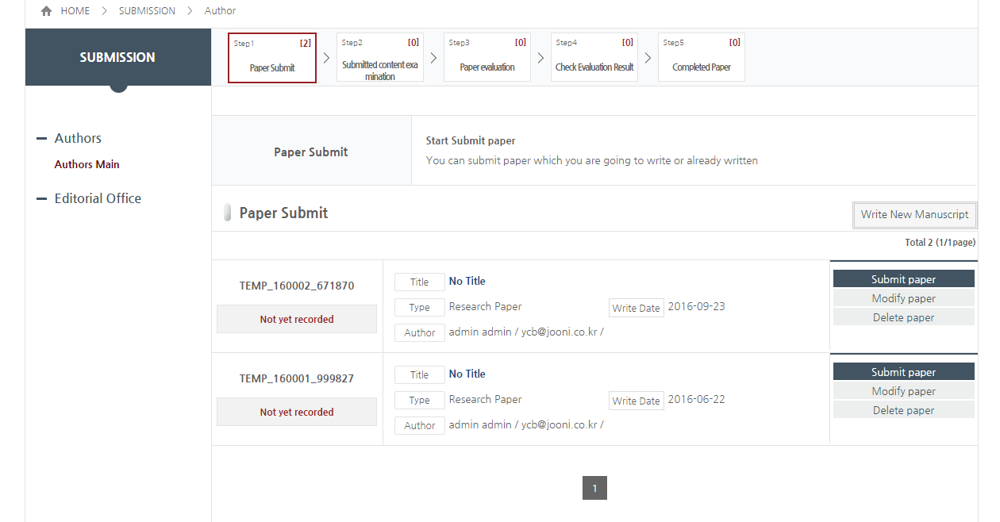 HOME > SUBMISSION > Author
SUBMISSION
Step1 [2]
Paper Submit
Step2 [0]
Submitted content exa
mination
Step3 [0]
Paper evaluation
Step4 [0]
Check Evaluation Result
Step5 [0]
Completed Paper
Authors
Authors Main
Editorial Office
Paper Submit
Start Submit paper
You can submit paper which you are going to write or already written
Paper Submit
Write New Manuscript
Total 2 (1/1page)
TEMP_160002_671870
Not yet recorded
Title No Title
Type Research Paper Write Date 2016-09-23
Author admin admin / ycb@jooni.co.kr /
Submit paper
Modify paper
Delete paper
TEMP_160001_999827
Not yet recorded
Title No Title
Type Research Paper Write Date 2016-06-22
Author admin admin / ycb@jooni.co.kr /
Submit paper
Modify paper
Delete paper
1